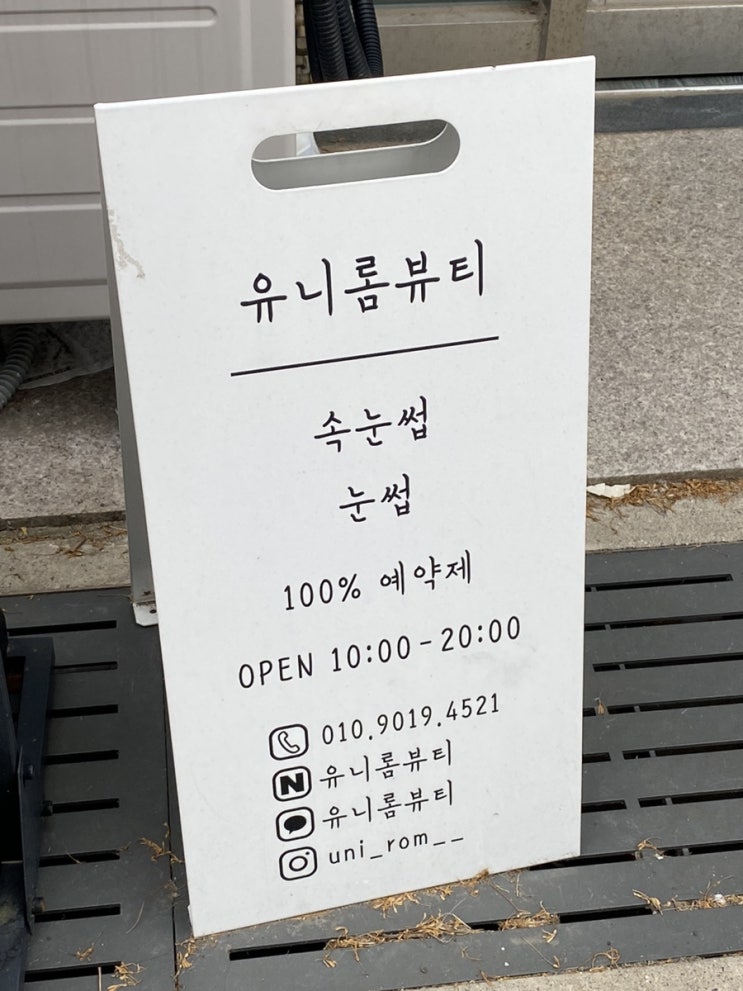 유니롬뷰티
속눈썹
눈썹
100% 예약제
OPEN 10:00-20:00
010.9019.4521
N 유니롬뷰티
유니롬뷰티
uni_rom__